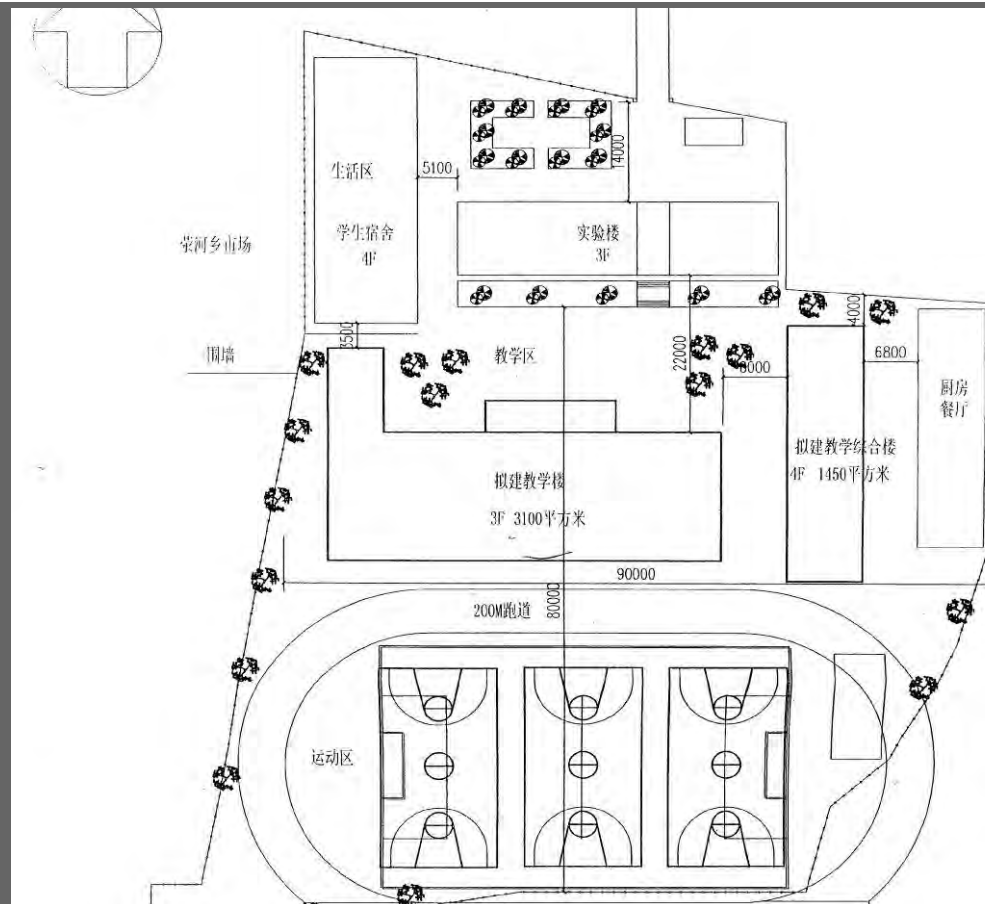 生活区
5100
14000
学生宿舍
4F
实验楼
3F
荣河乡市场
3500
围墙
教学区
22000
8000
4000
6800
厨房
餐厅
拟建教学综合楼
4F 1450平方米
拟建教学楼
3F 3100平方米
90000
80000
200M跑道
运动区